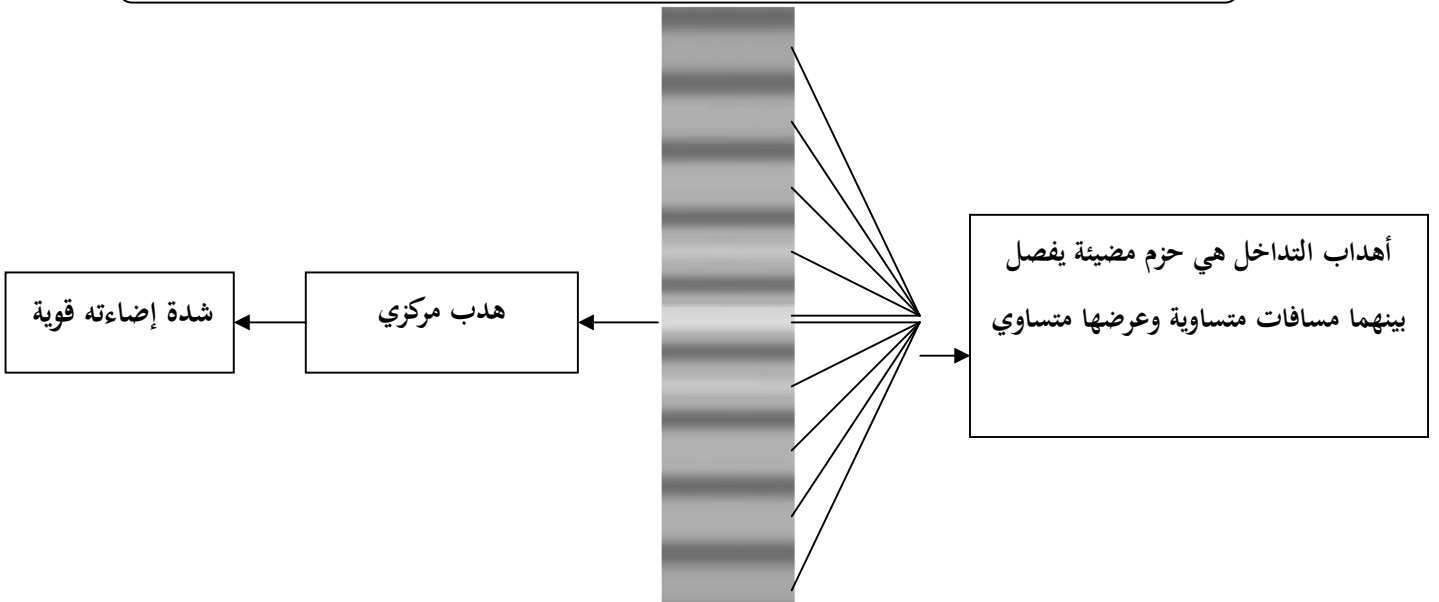 أهداب التداخل هي حزم مضيئة يفصل
بينهما مسافات متساوية وعرضها متساوي
هدب مركزي
شدة إضاءته قوية